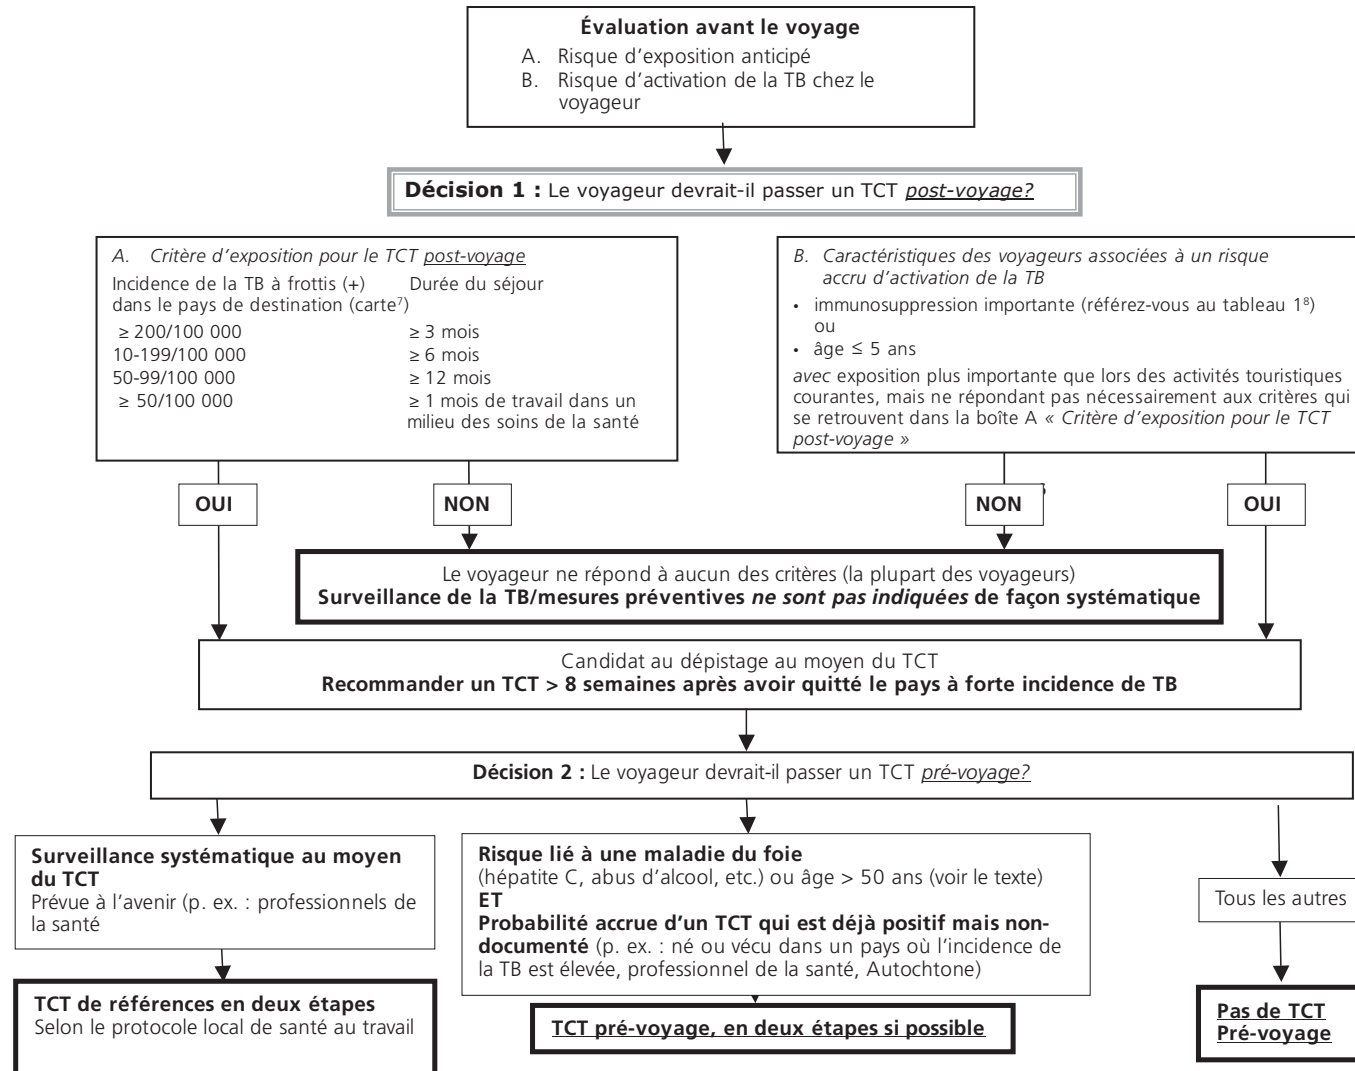 Évaluation avant le voyage
A. Risque d'exposition anticipé
B. Risque d'activation de la TB chez le
voyageur
Décision 1 : Le voyageur devrait-il passer un TCT post-voyage?
A. Critère d'exposition pour le TCT post-voyage
Incidence de la TB à frottis (+) Durée du séjour
dans le pays de destination (carte⁷)
≥ 200/100 000 ≥ 3 mois
10-199/100 000 ≥ 6 mois
50-99/100 000 ≥ 12 mois
≥ 50/100 000 ≥ 1 mois de travail dans un
milieu des soins de la santé
B. Caractéristiques des voyageurs associées à un risque
accru d'activation de la TB
• immunosuppression importante (référez-vous au tableau 1⁸)
ou
• âge ≤ 5 ans
avec exposition plus importante que lors des activités touristiques
courantes, mais ne répondant pas nécessairement aux critères qui
se retrouvent dans la boîte A « Critère d'exposition pour le TCT
post-voyage »
OUI
NON
NON
OUI
Le voyageur ne répond à aucun des critères (la plupart des voyageurs)
Surveillance de la TB/mesures préventives ne sont pas indiquées de façon systématique
Candidat au dépistage au moyen du TCT
Recommander un TCT > 8 semaines après avoir quitté le pays à forte incidence de TB
Décision 2 : Le voyageur devrait-il passer un TCT pré-voyage?
Surveillance systématique au moyen
du TCT
Prévue à l'avenir (p. ex. : professionnels de
la santé
Risque lié à une maladie du foie
(hépatite C, abus d'alcool, etc.) ou âge > 50 ans (voir le texte)
ET
Probabilité accrue d'un TCT qui est déjà positif mais non-
documenté (p. ex. : né ou vécu dans un pays où l'incidence de
la TB est élevée, professionnel de la santé, Autochtone)
Tous les autres
TCT de références en deux étapes
Selon le protocole local de santé au travail
TCT pré-voyage, en deux étapes si possible
Pas de TCT
Pré-voyage